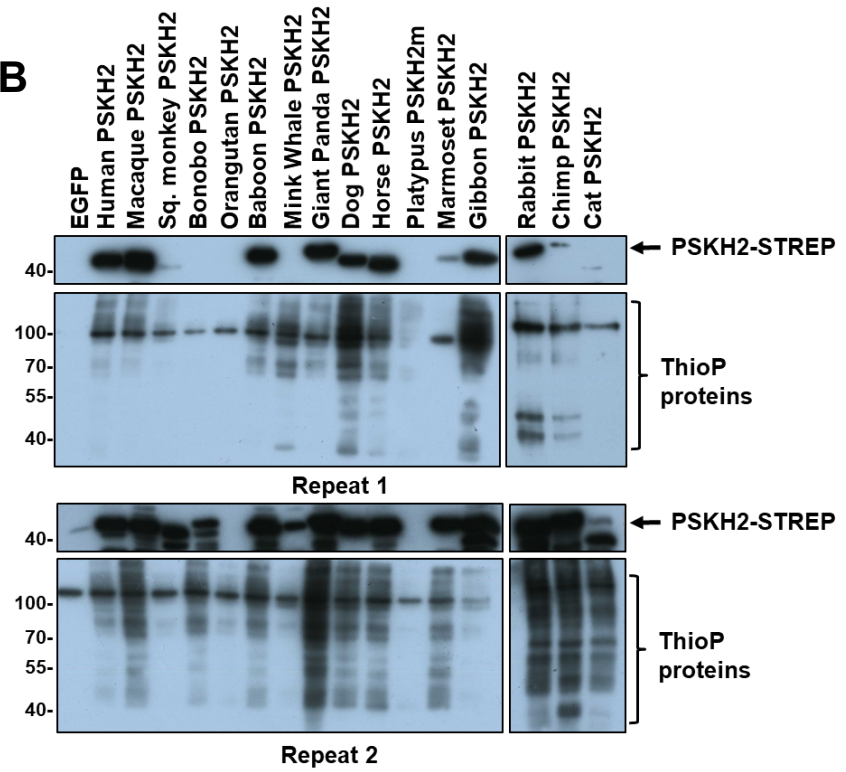 B
EGFP
Human PSKH2
Macaque PSKH2
Sq. monkey PSKH2
Bonobo PSKH2
Orangutan PSKH2
Baboon PSKH2
Mink Whale PSKH2
Giant Panda PSKH2
Dog PSKH2
Horse PSKH2
Platypus PSKH2m
Marmoset PSKH2
Gibbon PSKH2
Rabbit PSKH2
Chimp PSKH2
Cat PSKH2
40-
PSKH2-STREP
100-
70-
55-
40-
ThioP
proteins
Repeat 1
40-
PSKH2-STREP
100-
70-
55-
40-
ThioP
proteins
Repeat 2